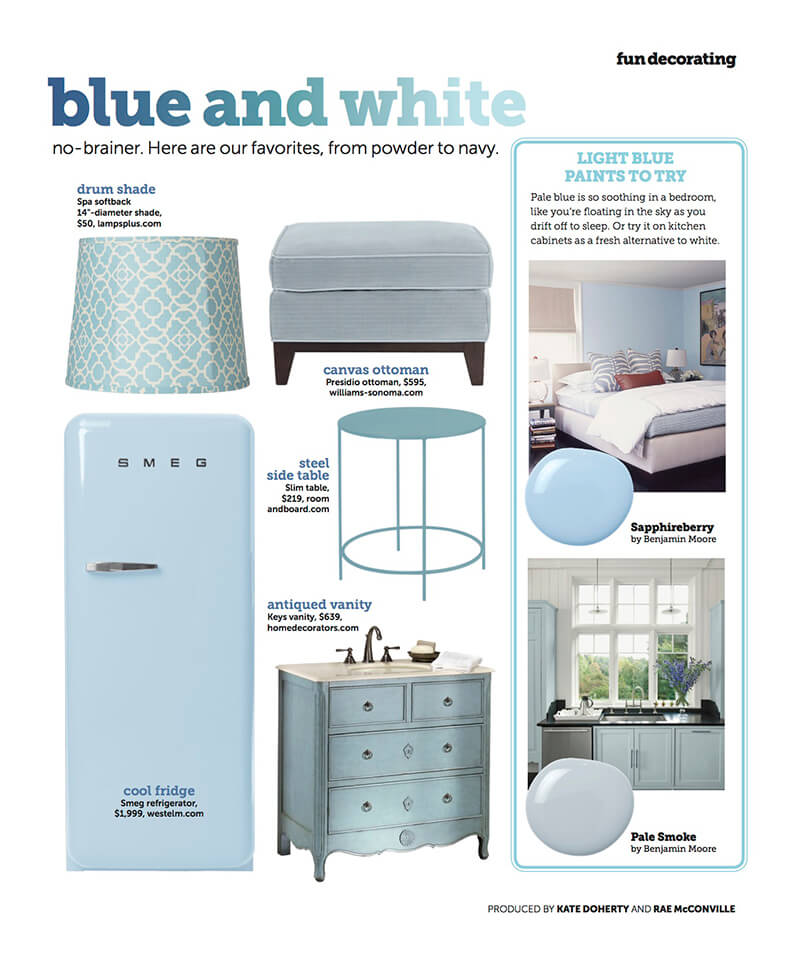 fun decorating
blue and white
no-brainer. Here are our favorites, from powder to navy.
drum shade
Spa softback
14"-diameter shade,
$50, lampsplus.com
canvas ottoman
Presidio ottoman, $595,
williams-sonoma.com
SMEG
steel
side table
Slim table,
$219, room
andboard.com
antiqued vanity
Keys vanity, $639,
homedecorators.com
cool fridge
Smeg refrigerator,
$1,999, westelm.com
LIGHT BLUE
PAINTS TO TRY
Pale blue is so soothing in a bedroom,
like you're floating in the sky as you
drift off to sleep. Or try it on kitchen
cabinets as a fresh alternative to white.
Sapphireberry
by Benjamin Moore
Pale Smoke
by Benjamin Moore
PRODUCED BY KATE DOHERTY AND RAE McCONVILLE